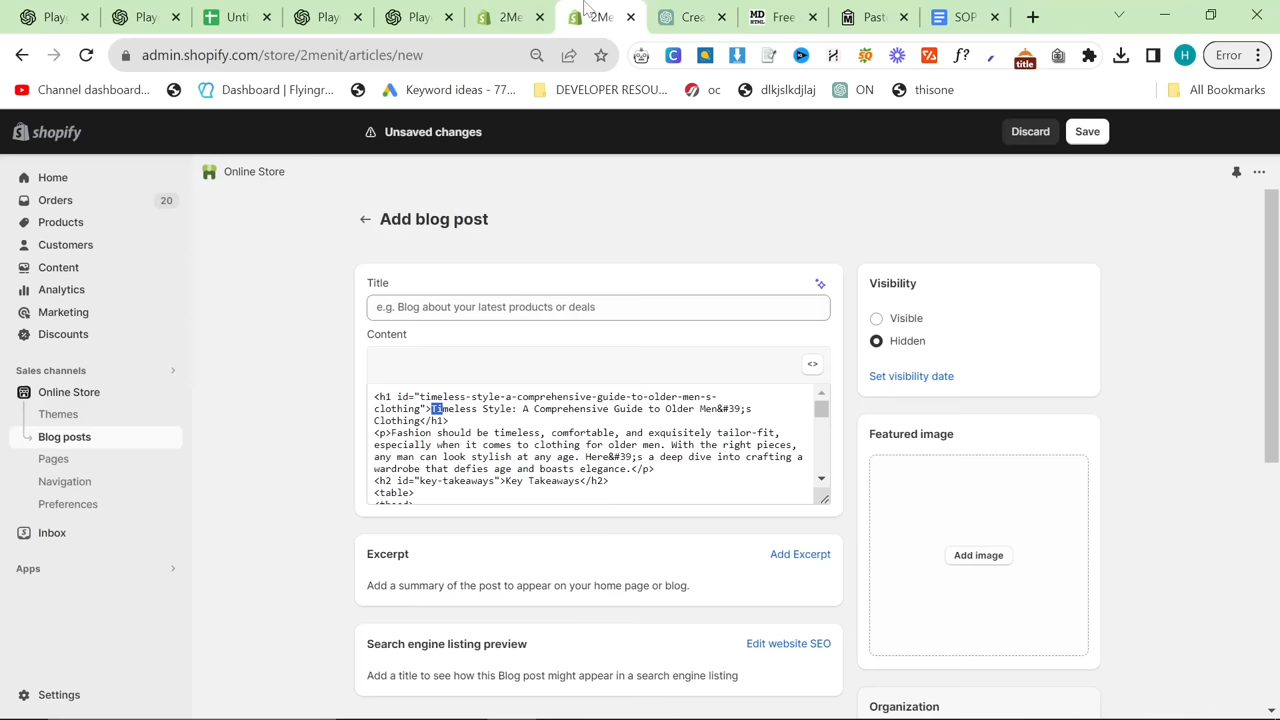 Play
Play
Unti
Play
Play
2Me
2Me
Crea
Free
Past
SOP
admin.shopify.com/store/2menit/articles/new
title
H
Error
Channel dashboard...
Dashboard | Flyingr...
Keyword ideas - 77...
DEVELOPER RESOU...
oc
dlkjslkdjlaj
ON
thisone
All Bookmarks
shopify
Unsaved changes
Discard
Save
Home
Orders
20
Products
Customers
Content
Analytics
Marketing
Discounts
Sales channels
Online Store
Themes
Blog posts
Pages
Navigation
Preferences
Inbox
Apps
Settings
Online Store
Add blog post
Title
e.g. Blog about your latest products or deals
Content
<>
<h1 id="timeless-style-a-comprehensive-guide-to-older-men-s-
clothing">Timeless Style: A Comprehensive Guide to Older Men&#39;s
Clothing</h1>
<p>Fashion should be timeless, comfortable, and exquisitely tailor-fit,
especially when it comes to clothing for older men. With the right pieces,
any man can look stylish at any age. Here&#39;s a deep dive into crafting a
wardrobe that defies age and boasts elegance.</p>
<h2 id="key-takeaways">Key Takeaways</h2>
<table>
<thead>
Excerpt
Add Excerpt
Add a summary of the post to appear on your home page or blog.
Search engine listing preview
Edit website SEO
Add a title to see how this Blog post might appear in a search engine listing
Visibility
Visible
Hidden
Set visibility date
Featured image
Add image
Organization